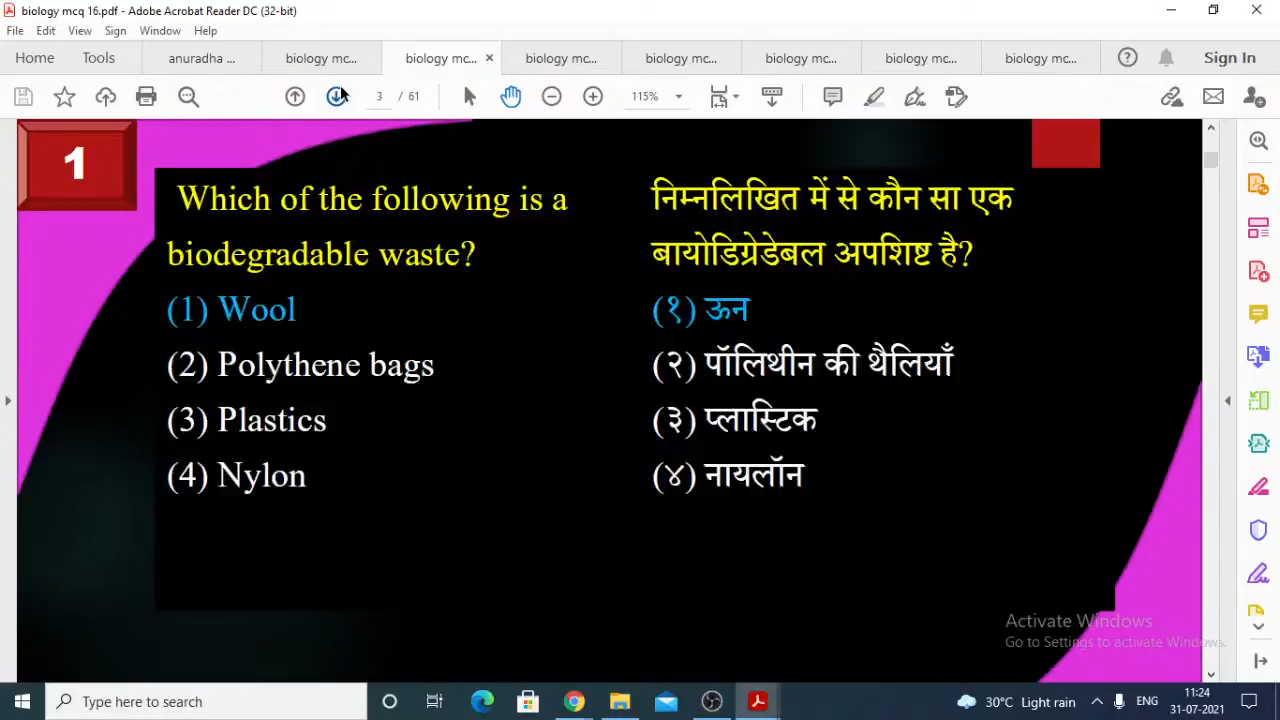 biology mcq 16.pdf - Adobe Acrobat Reader DC (32-bit)
File Edit View Sign Window Help
Home Tools anuradha ... biology mc... biology mc... × biology mc... biology mc... biology mc... biology mc... biology mc... Sign In
3 / 61 115%
1
Which of the following is a
biodegradable waste?
(1) Wool
(2) Polythene bags
(3) Plastics
(4) Nylon
निम्नलिखित में से कौन सा एक
बायोडिग्रेडेबल अपशिष्ट है?
(१) ऊन
(२) पॉलिथीन की थैलियाँ
(३) प्लास्टिक
(४) नायलॉन
Activate Windows
Go to Settings to activate Windows.
Type here to search
30°C Light rain
ENG
11:24
31-07-2021